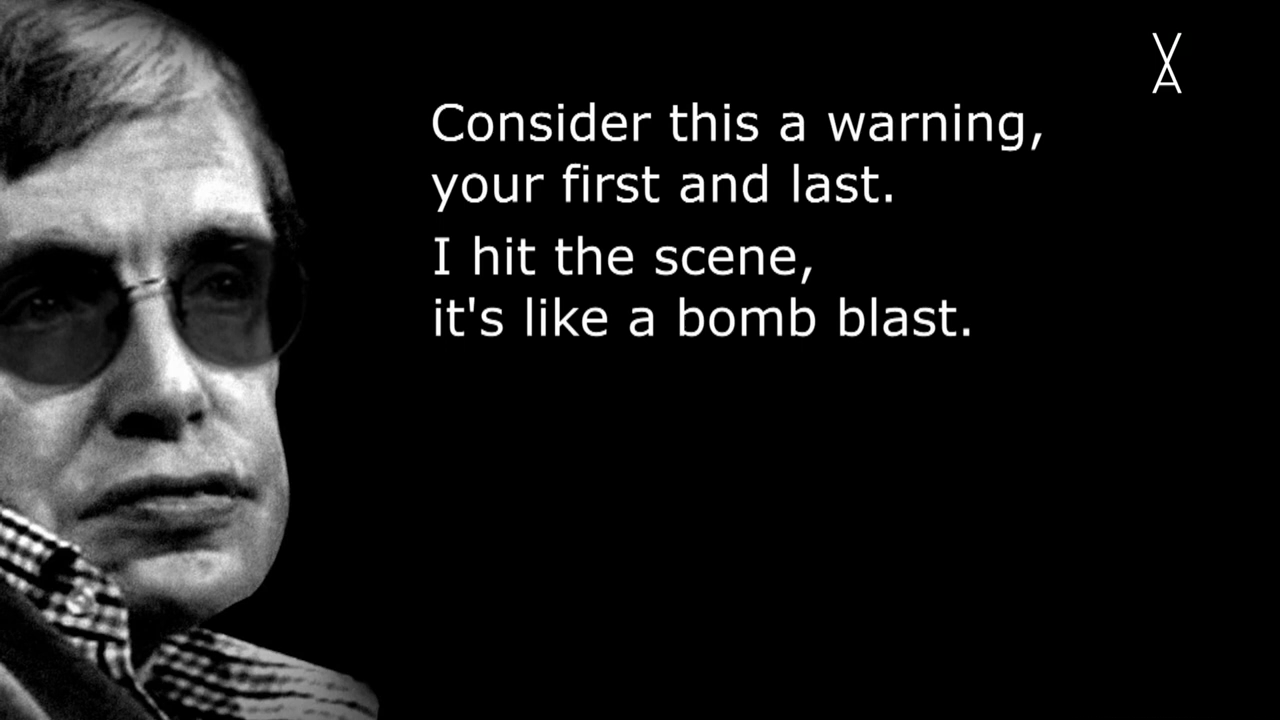 Consider this a warning,
your first and last.
I hit the scene,
it's like a bomb blast.